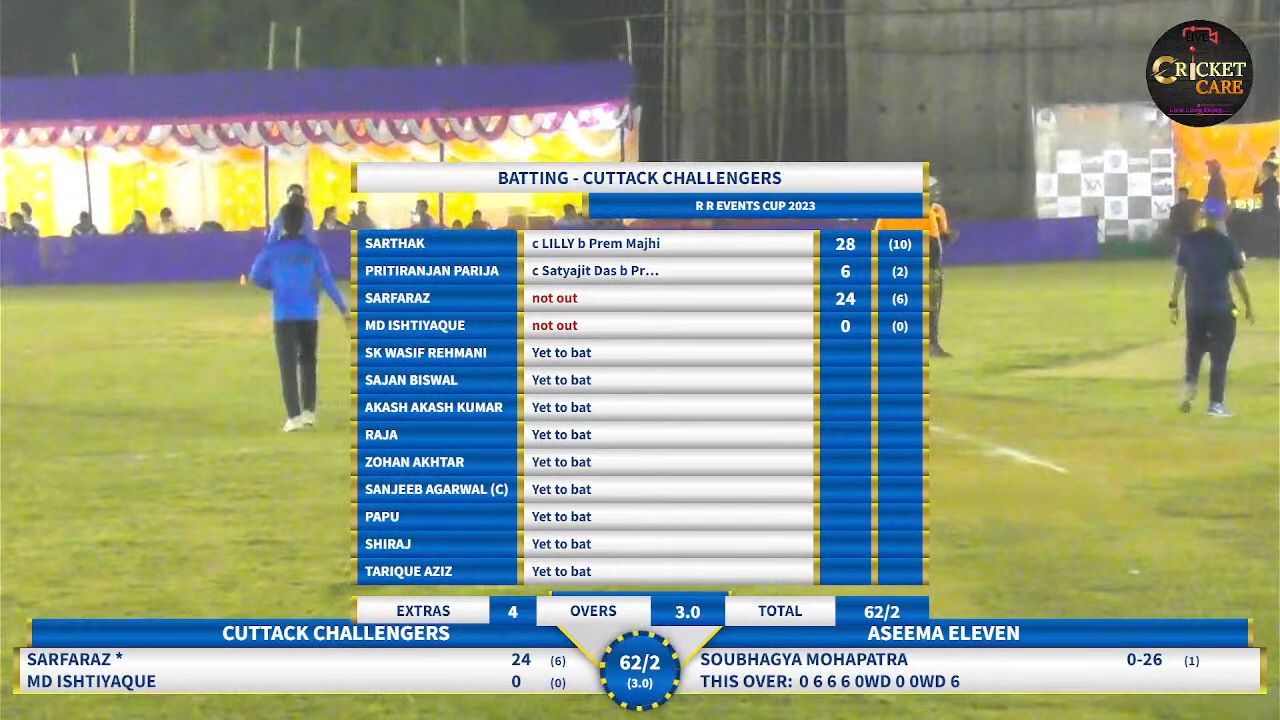 LIVE
CRICKET
CARE
Live.Love.Enjoy.
BATTING - CUTTACK CHALLENGERS
R R EVENTS CUP 2023
SARTHAK c LILLY b Prem Majhi 28 (10)
PRITIRANJAN PARIJA c Satyajit Das b Pr... 6 (2)
SARFARAZ not out 24 (6)
MD ISHTIYAQUE not out 0 (0)
SK WASIF REHMANI Yet to bat
SAJAN BISWAL Yet to bat
AKASH AKASH KUMAR Yet to bat
RAJA Yet to bat
ZOHAN AKHTAR Yet to bat
SANJEEB AGARWAL (C) Yet to bat
PAPU Yet to bat
SHIRAJ Yet to bat
TARIQUE AZIZ Yet to bat
EXTRAS 4 OVERS 3.0 TOTAL 62/2
CUTTACK CHALLENGERS ASEEMA ELEVEN
SARFARAZ * 24 (6) 62/2 SOUBHAGYA MOHAPATRA 0-26 (1)
MD ISHTIYAQUE 0 (0) (3.0) THIS OVER: 0 6 6 6 0WD 0 0WD 6